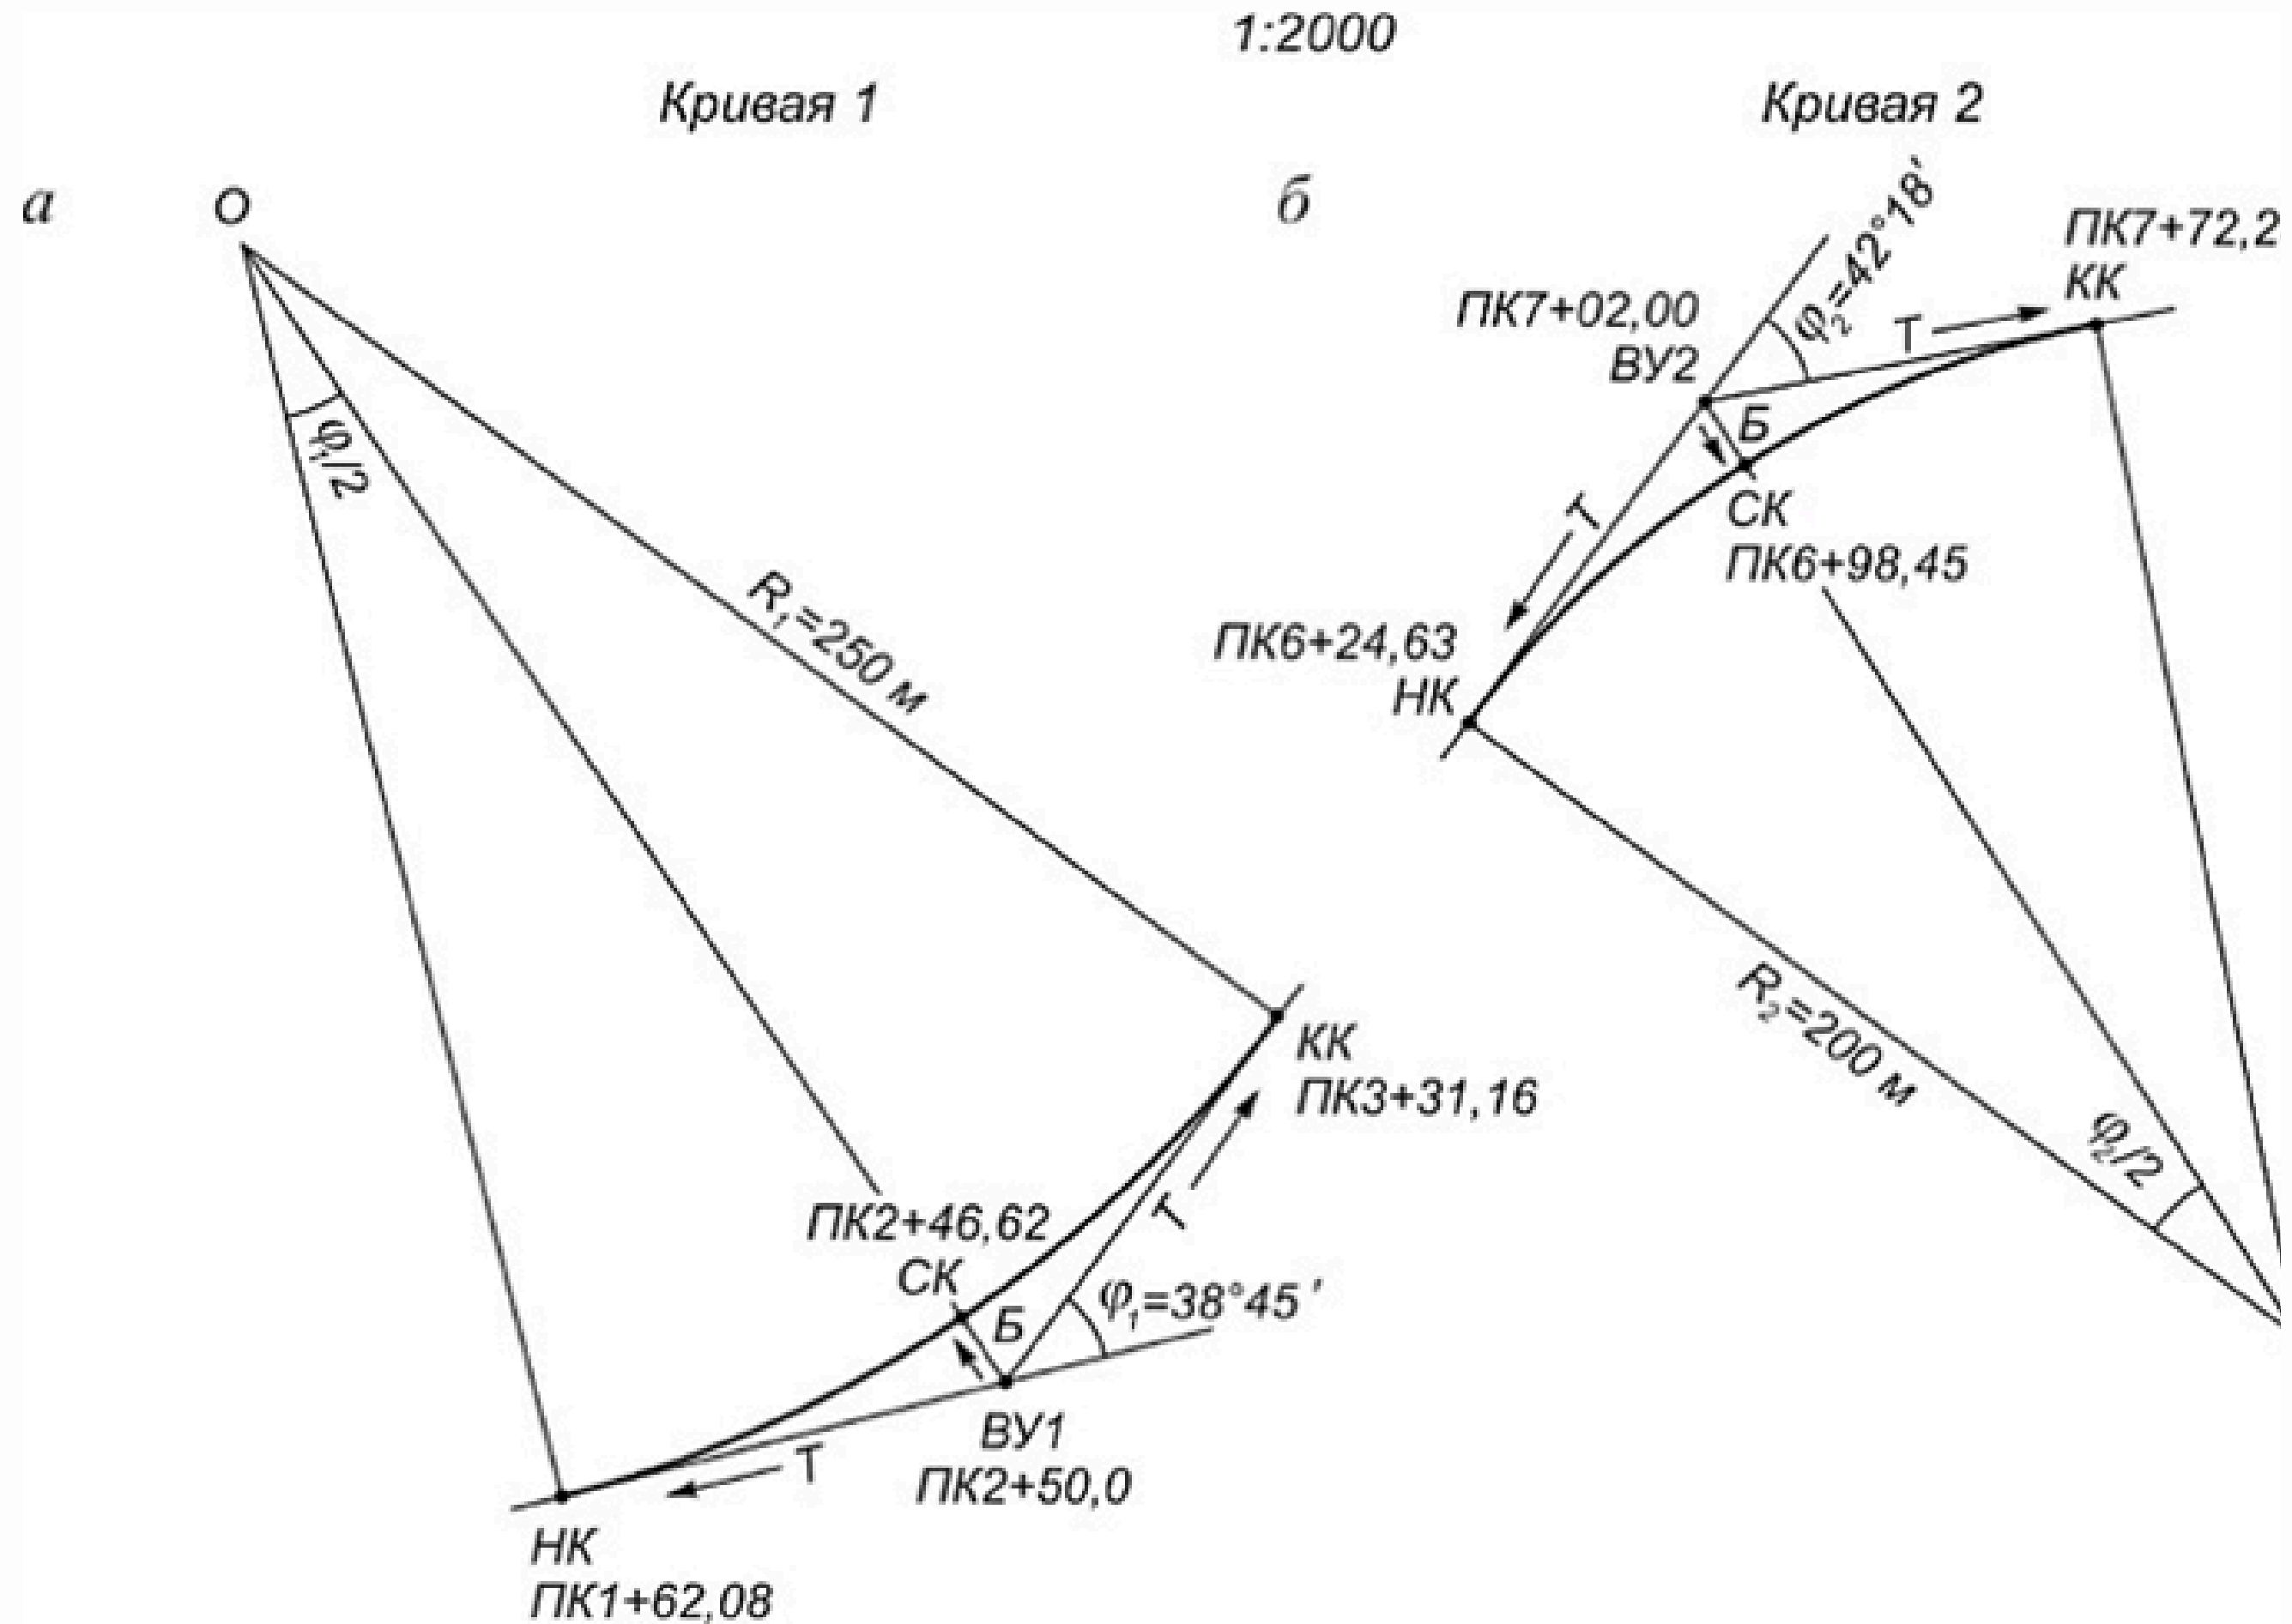 1:2000
Кривая 1
Кривая 2
а
О
φ₁/2
R₁=250 м
КК
ПК3+31,16
Т
ПК2+46,62
СК
Б
φ₁=38°45'
ВУ1
ПК2+50,0
Т
НК
ПК1+62,08
б
φ₂=42°18'
ПК7+72,2
КК
ПК7+02,00
ВУ2
Т
Б
СК
ПК6+98,45
Т
ПК6+24,63
НК
R₂=200 м
φ₂/2